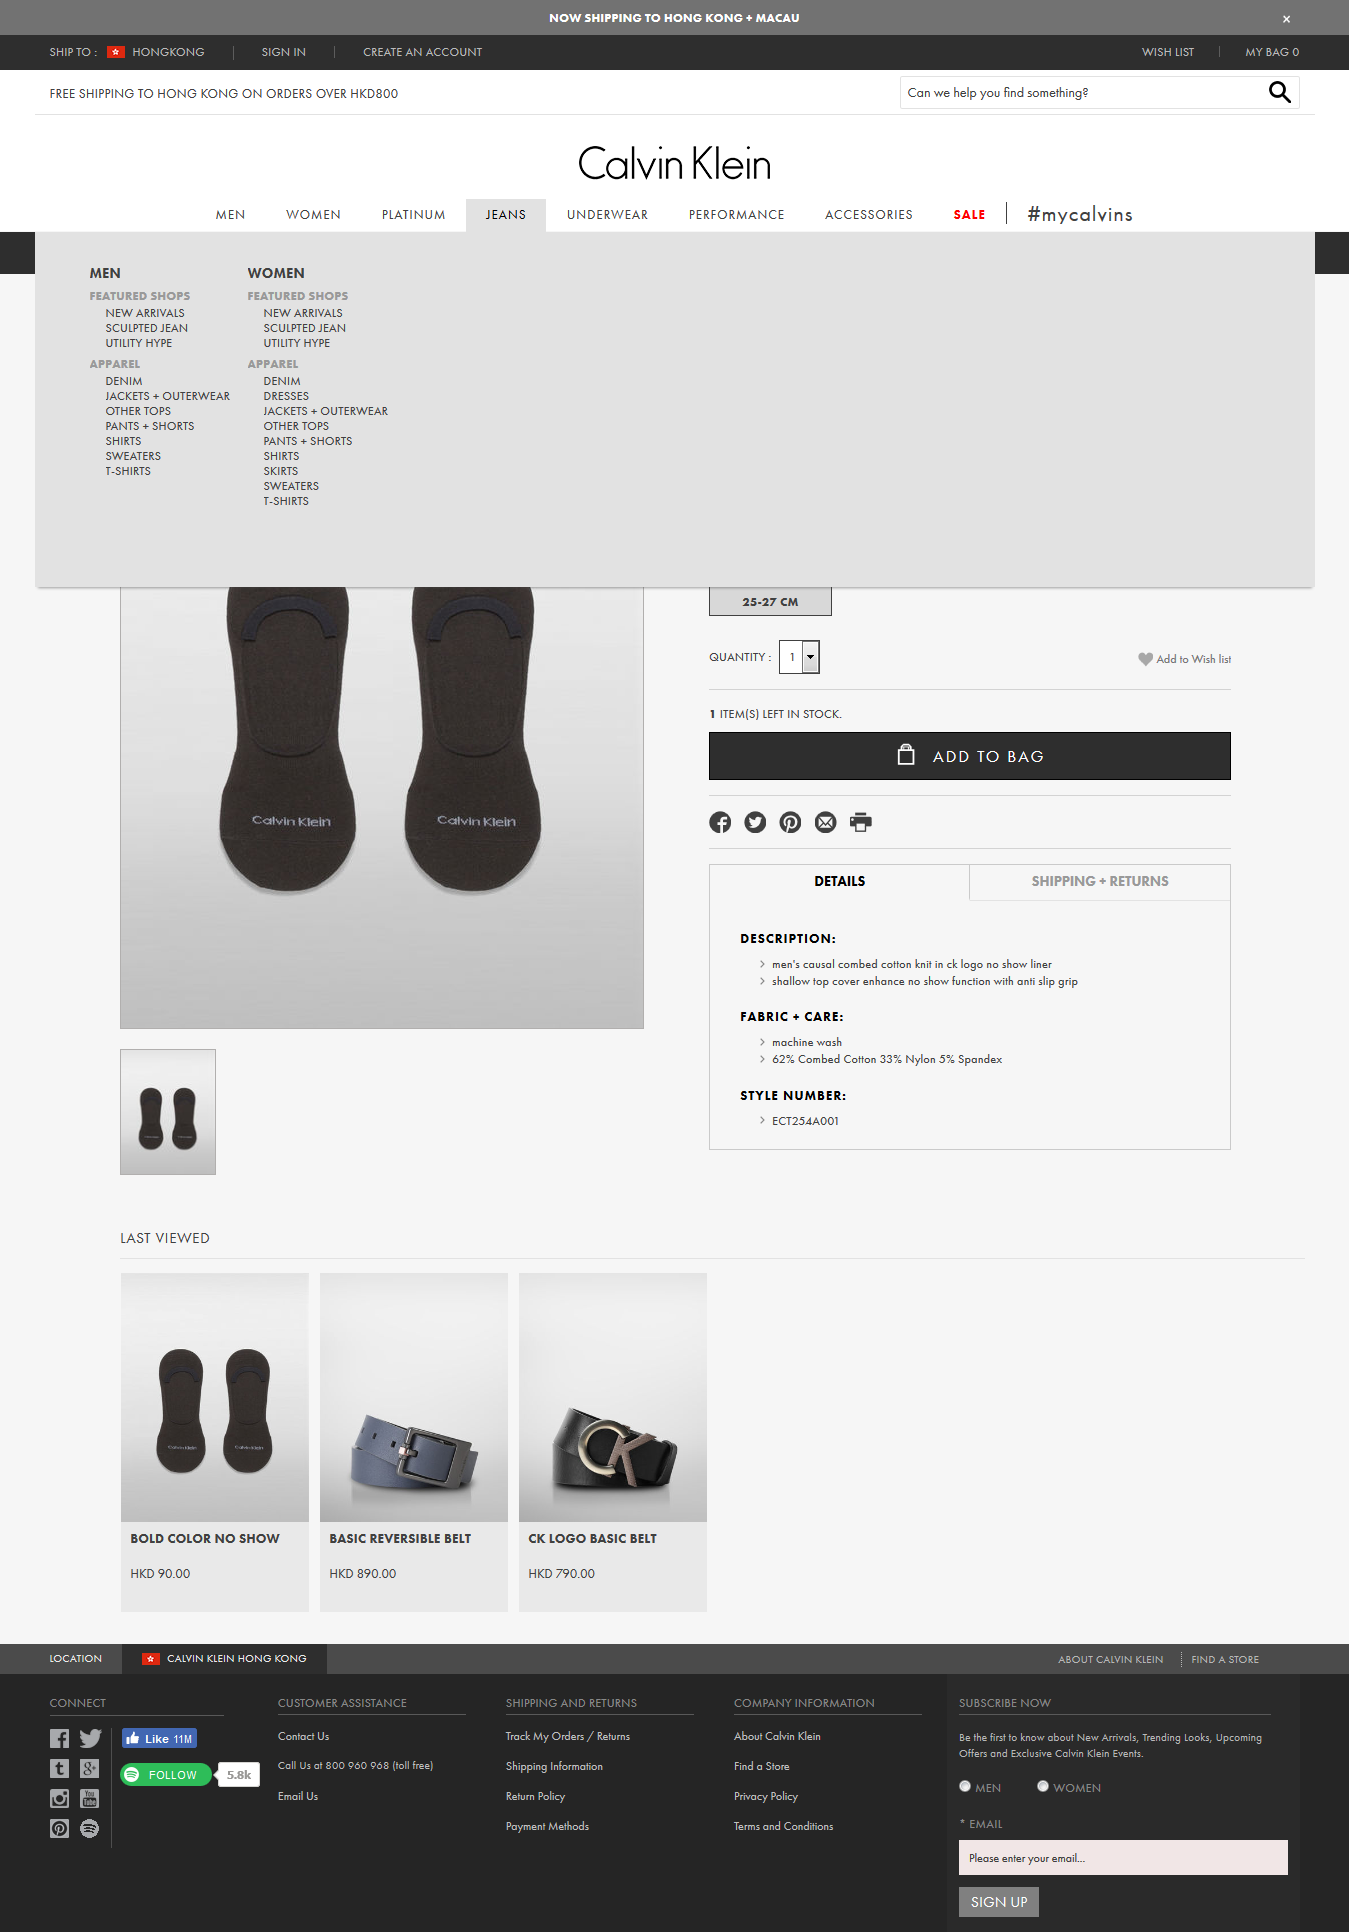 NOW SHIPPING TO HONG KONG + MACAU
×
SHIP TO : HONGKONG SIGN IN CREATE AN ACCOUNT WISH LIST MY BAG 0
FREE SHIPPING TO HONG KONG ON ORDERS OVER HKD800
Can we help you find something?
Calvin Klein
MEN WOMEN PLATINUM JEANS UNDERWEAR PERFORMANCE ACCESSORIES SALE #mycalvins
MEN
FEATURED SHOPS
NEW ARRIVALS
SCULPTED JEAN
UTILITY HYPE
APPAREL
DENIM
JACKETS + OUTERWEAR
OTHER TOPS
PANTS + SHORTS
SHIRTS
SWEATERS
T-SHIRTS
WOMEN
FEATURED SHOPS
NEW ARRIVALS
SCULPTED JEAN
UTILITY HYPE
APPAREL
DENIM
DRESSES
JACKETS + OUTERWEAR
OTHER TOPS
PANTS + SHORTS
SHIRTS
SKIRTS
SWEATERS
T-SHIRTS
Calvin Klein Calvin Klein
25-27 CM
QUANTITY : 1
Add to Wish list
1 ITEM(S) LEFT IN STOCK.
ADD TO BAG
DETAILS
SHIPPING + RETURNS
DESCRIPTION:
men's causal combed cotton knit in ck logo no show liner
shallow top cover enhance no show function with anti slip grip
FABRIC + CARE:
machine wash
62% Combed Cotton 33% Nylon 5% Spandex
STYLE NUMBER:
ECT254A001
LAST VIEWED
Calvin Klein Calvin Klein
CK
BOLD COLOR NO SHOW
HKD 90.00
BASIC REVERSIBLE BELT
HKD 890.00
CK LOGO BASIC BELT
HKD 790.00
LOCATION CALVIN KLEIN HONG KONG ABOUT CALVIN KLEIN FIND A STORE
CONNECT
Like 11M
FOLLOW 5.8k
You Tube
CUSTOMER ASSISTANCE
Contact Us
Call Us at 800 960 968 (toll free)
Email Us
SHIPPING AND RETURNS
Track My Orders / Returns
Shipping Information
Return Policy
Payment Methods
COMPANY INFORMATION
About Calvin Klein
Find a Store
Privacy Policy
Terms and Conditions
SUBSCRIBE NOW
Be the first to know about New Arrivals, Trending Looks, Upcoming
Offers and Exclusive Calvin Klein Events.
MEN WOMEN
* EMAIL
Please enter your email...
SIGN UP